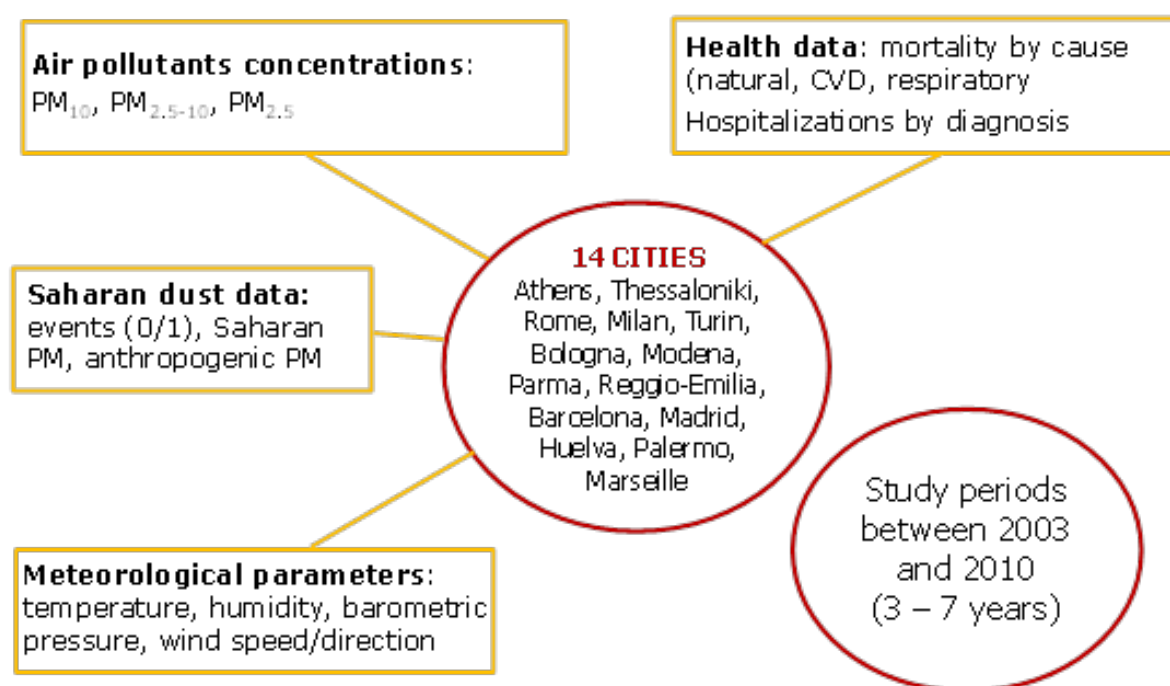 Air pollutants concentrations:
PM10, PM2.5-10, PM2.5
Health data: mortality by cause
(natural, CVD, respiratory
Hospitalizations by diagnosis
14 CITIES
Athens, Thessaloniki,
Rome, Milan, Turin,
Bologna, Modena,
Parma, Reggio-Emilia,
Barcelona, Madrid,
Huelva, Palermo,
Marseille
Saharan dust data:
events (0/1), Saharan
PM, anthropogenic PM
Study periods
between 2003
and 2010
(3 – 7 years)
Meteorological parameters:
temperature, humidity, barometric
pressure, wind speed/direction